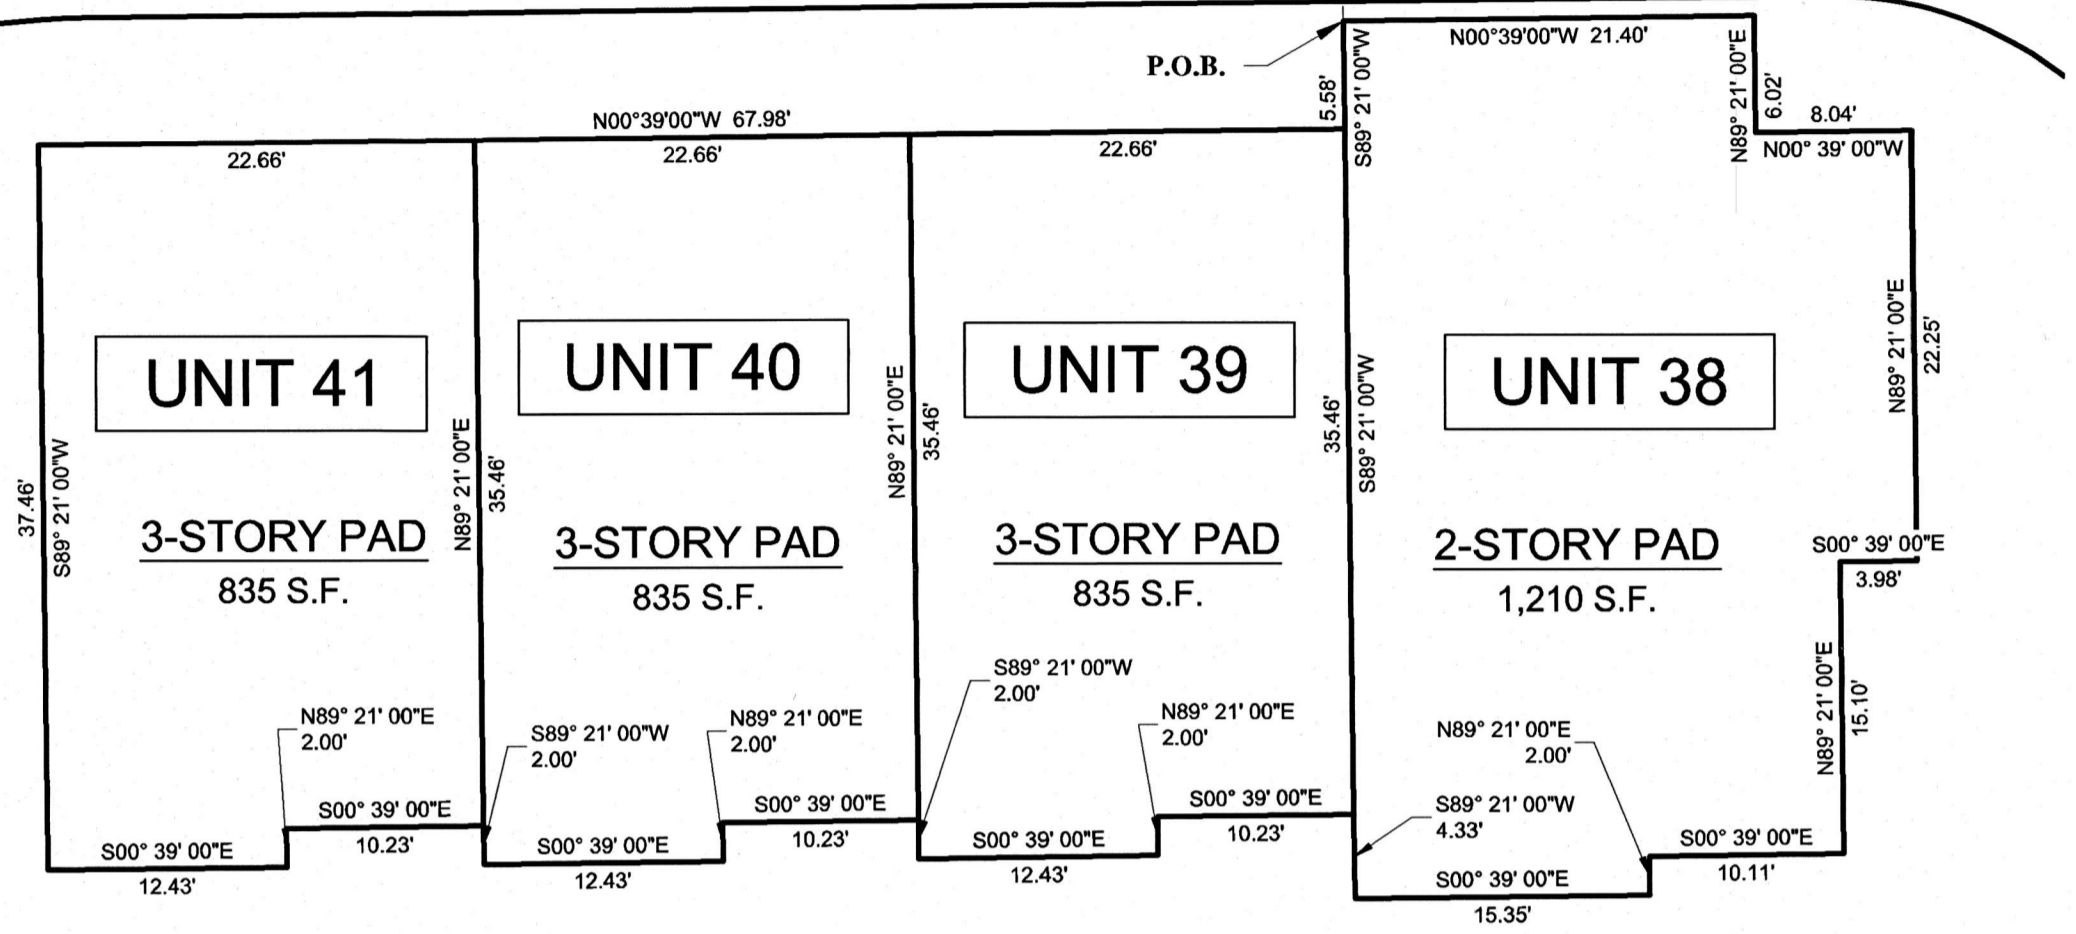 N00°39'00"W 21.40'
P.O.B.
5.58'
S89° 21' 00"W
N89° 21' 00"E
6.02'
8.04'
N00° 39' 00"W
N00°39'00"W 67.98'
22.66'
22.66'
22.66'
UNIT 41
UNIT 40
UNIT 39
UNIT 38
37.46'
S89° 21' 00"W
N89° 21' 00"E
35.46'
N89° 21' 00"E
35.46'
35.46'
S89° 21' 00"W
N89° 21' 00"E
22.25'
3-STORY PAD
835 S.F.
3-STORY PAD
835 S.F.
3-STORY PAD
835 S.F.
2-STORY PAD
1,210 S.F.
S00° 39' 00"E
3.98'
N89° 21' 00"E
15.10'
N89° 21' 00"E
2.00'
S89° 21' 00"W
2.00'
N89° 21' 00"E
2.00'
S89° 21' 00"W
2.00'
N89° 21' 00"E
2.00'
N89° 21' 00"E
2.00'
S89° 21' 00"W
4.33'
S00° 39' 00"E
12.43'
S00° 39' 00"E
10.23'
S00° 39' 00"E
12.43'
S00° 39' 00"E
10.23'
S00° 39' 00"E
12.43'
S00° 39' 00"E
10.23'
S00° 39' 00"E
15.35'
S00° 39' 00"E
10.11'